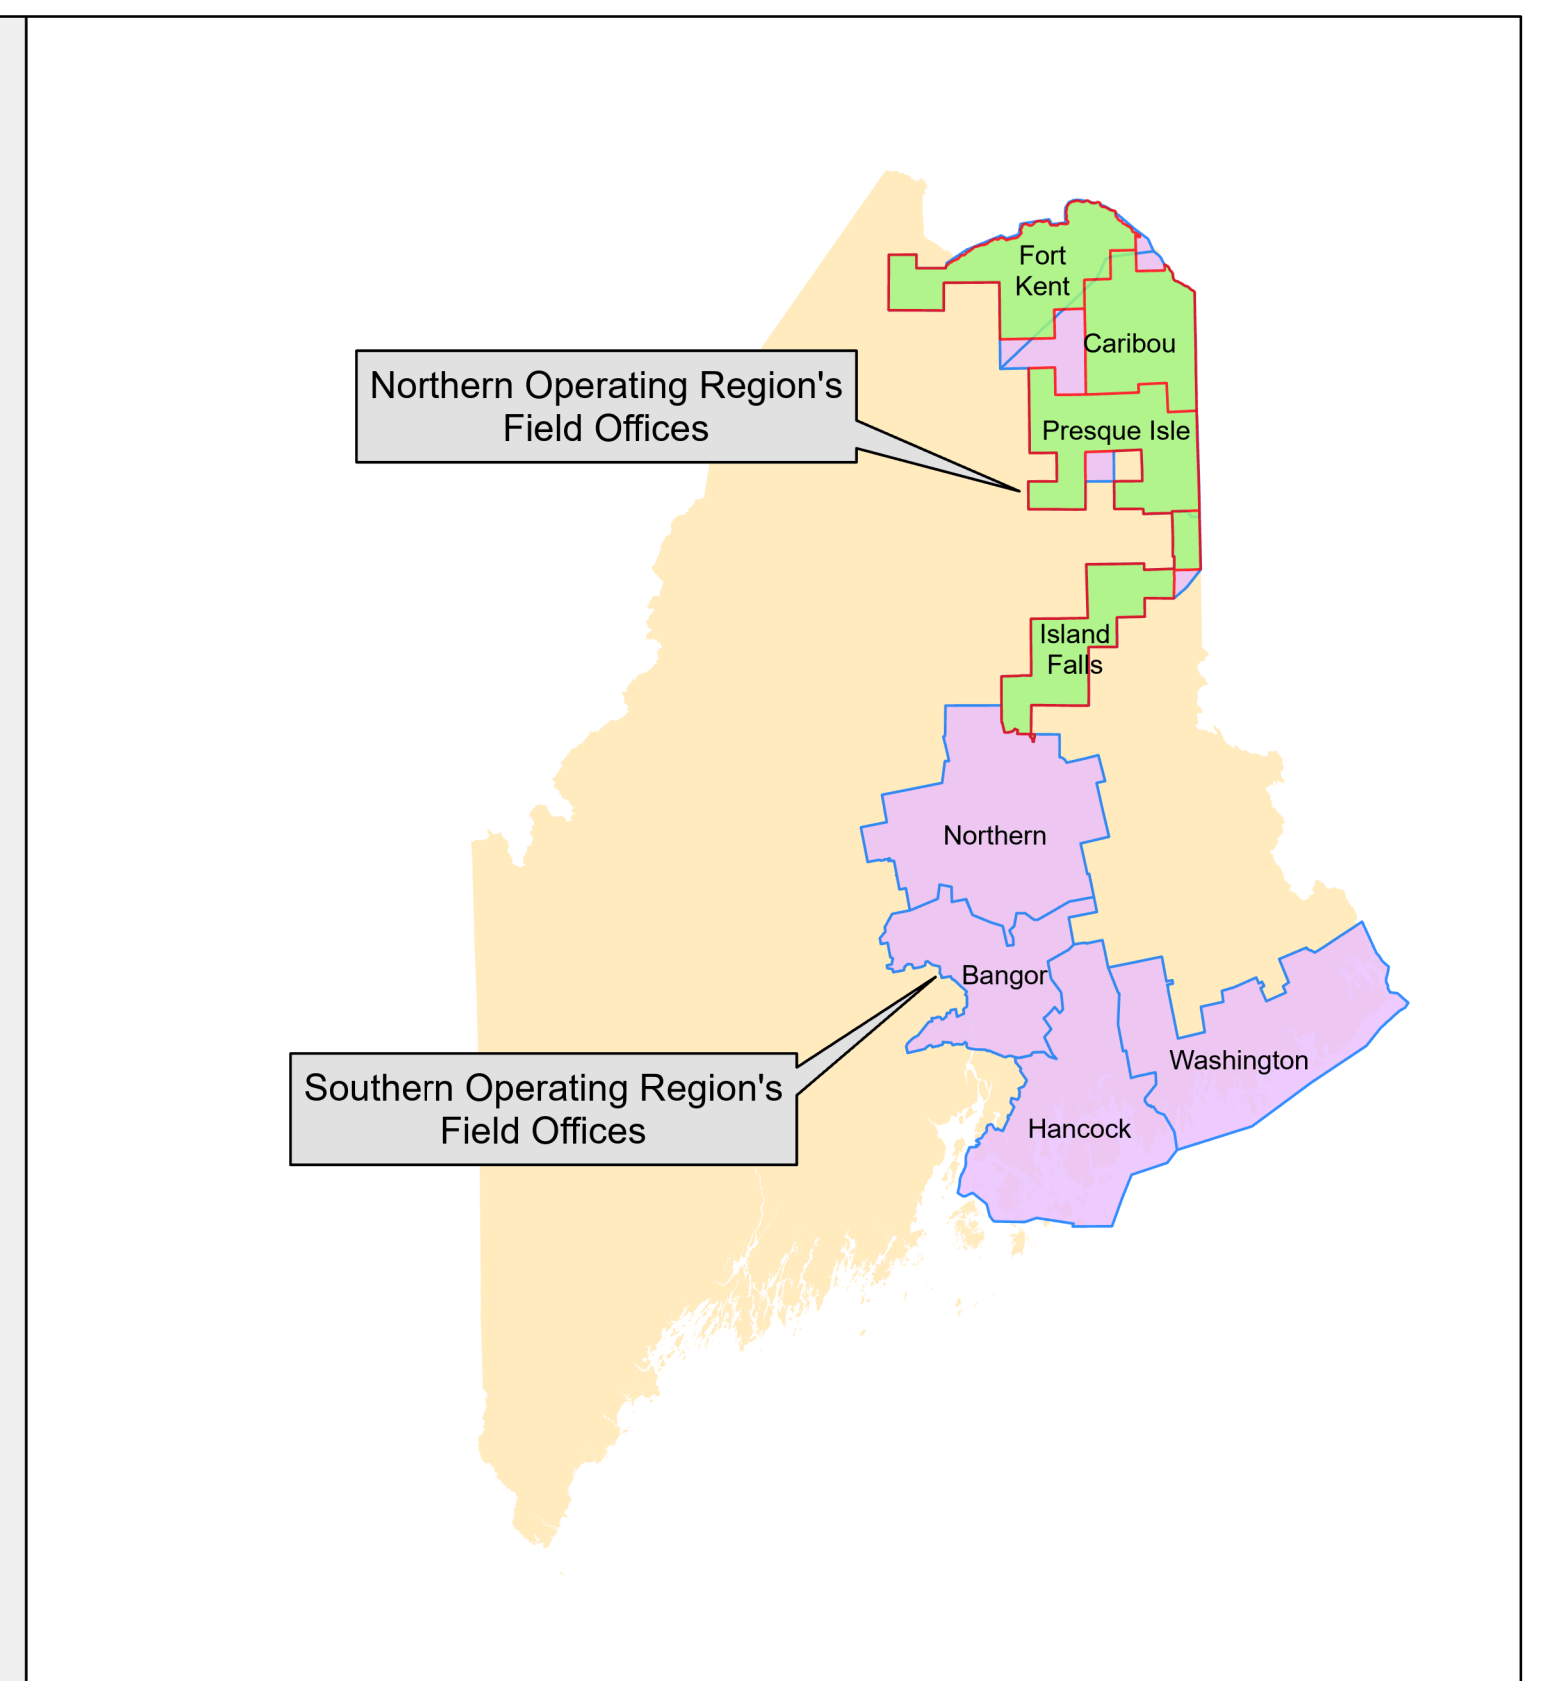 Fort
Kent
Caribou
Northern Operating Region's
Field Offices
Presque Isle
Island
Falls
Northern
Bangor
Washington
Southern Operating Region's
Field Offices
Hancock